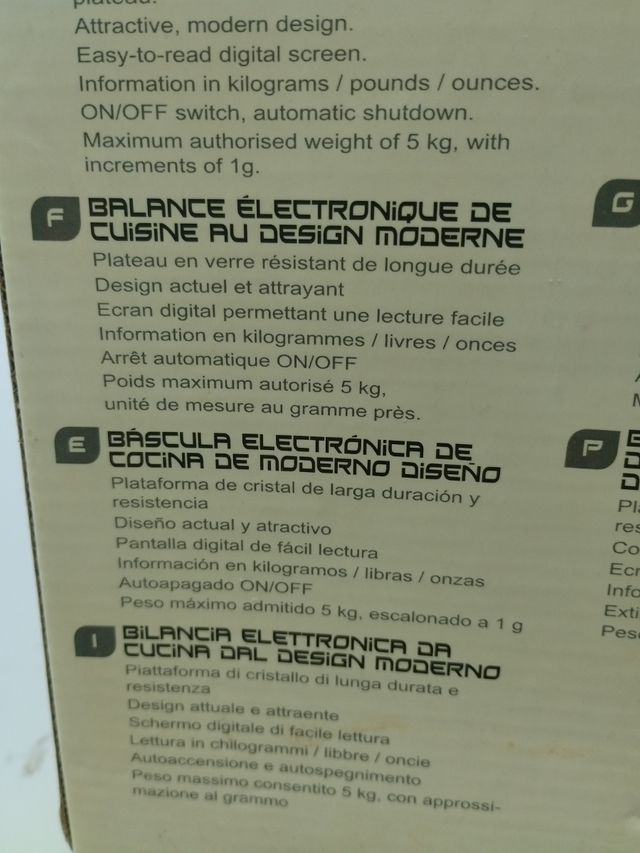 plateau.
Attractive, modern design.
Easy-to-read digital screen.
Information in kilograms / pounds / ounces.
ON/OFF switch, automatic shutdown.
Maximum authorised weight of 5 kg, with
increments of 1g.
F
BALANCE ÉLECTRONIQUE DE
CUISINE AU DESIGN MODERNE
Plateau en verre résistant de longue durée
Design actuel et attrayant
Ecran digital permettant une lecture facile
Information en kilogrammes / livres / onces
Arrêt automatique ON/OFF
Poids maximum autorisé 5 kg,
unité de mesure au gramme près.
E
BÁSCULA ELECTRÓNICA DE
COCINA DE MODERNO DISEÑO
Plataforma de cristal de larga duración y
resistencia
Diseño actual y atractivo
Pantalla digital de fácil lectura
Información en kilogramos / libras / onzas
Autoapagado ON/OFF
Peso máximo admitido 5 kg, escalonado a 1 g
I
BILANCIA ELETTRONICA DA
CUCINA DAL DESIGN MODERNO
Piattaforma di cristallo di lunga durata e
resistenza
Design attuale e attraente
Schermo digitale di facile lettura
Lettura in chilogrammi / libbre / oncie
Autoaccensione e autospegnimento
Peso massimo consentito 5 kg, con approssi-
mazione al grammo
G
P